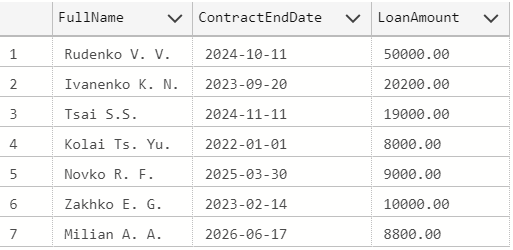 FullName ContractEndDate LoanAmount
1 Rudenko V. V. 2024-10-11 50000.00
2 Ivanenko K. N. 2023-09-20 20200.00
3 Tsai S.S. 2024-11-11 19000.00
4 Kolai Ts. Yu. 2022-01-01 8000.00
5 Novko R. F. 2025-03-30 9000.00
6 Zakhko E. G. 2023-02-14 10000.00
7 Milian A. A. 2026-06-17 8800.00